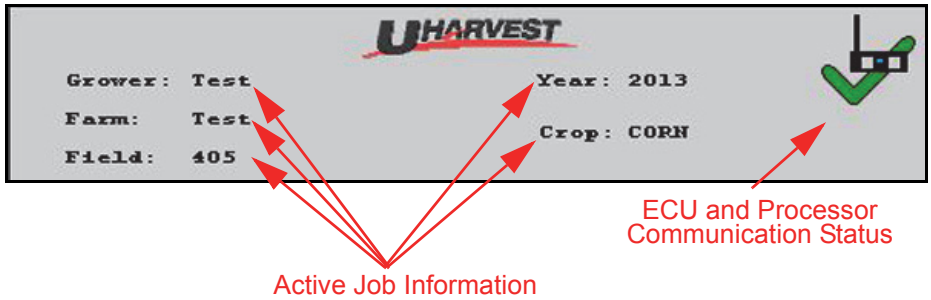 UHARVEST
Grower: Test
Year: 2013
Farm: Test
Crop: CORN
Field: 405
ECU and Processor
Communication Status
Active Job Information